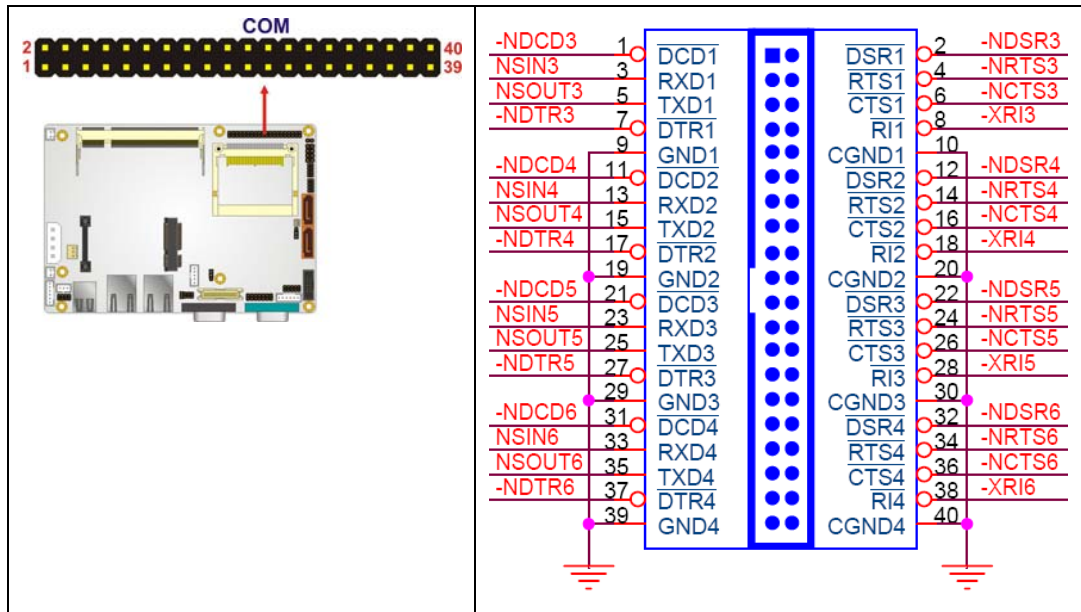 COM
2 40
1 39
-NDCD3 1 DCD1 DSR1 2 -NDSR3
NSIN3 3 RXD1 RTS1 4 -NRTS3
NSOUT3 5 TXD1 CTS1 6 -NCTS3
-NDTR3 7 DTR1 RI1 8 -XRI3
9 GND1 CGND1 10
-NDCD4 11 DCD2 DSR2 12 -NDSR4
NSIN4 13 RXD2 RTS2 14 -NRTS4
NSOUT4 15 TXD2 CTS2 16 -NCTS4
-NDTR4 17 DTR2 RI2 18 -XRI4
19 GND2 CGND2 20
-NDCD5 21 DCD3 DSR3 22 -NDSR5
NSIN5 23 RXD3 RTS3 24 -NRTS5
NSOUT5 25 TXD3 CTS3 26 -NCTS5
-NDTR5 27 DTR3 RI3 28 -XRI5
29 GND3 CGND3 30
-NDCD6 31 DCD4 DSR4 32 -NDSR6
NSIN6 33 RXD4 RTS4 34 -NRTS6
NSOUT6 35 TXD4 CTS4 36 -NCTS6
-NDTR6 37 DTR4 RI4 38 -XRI6
39 GND4 CGND4 40